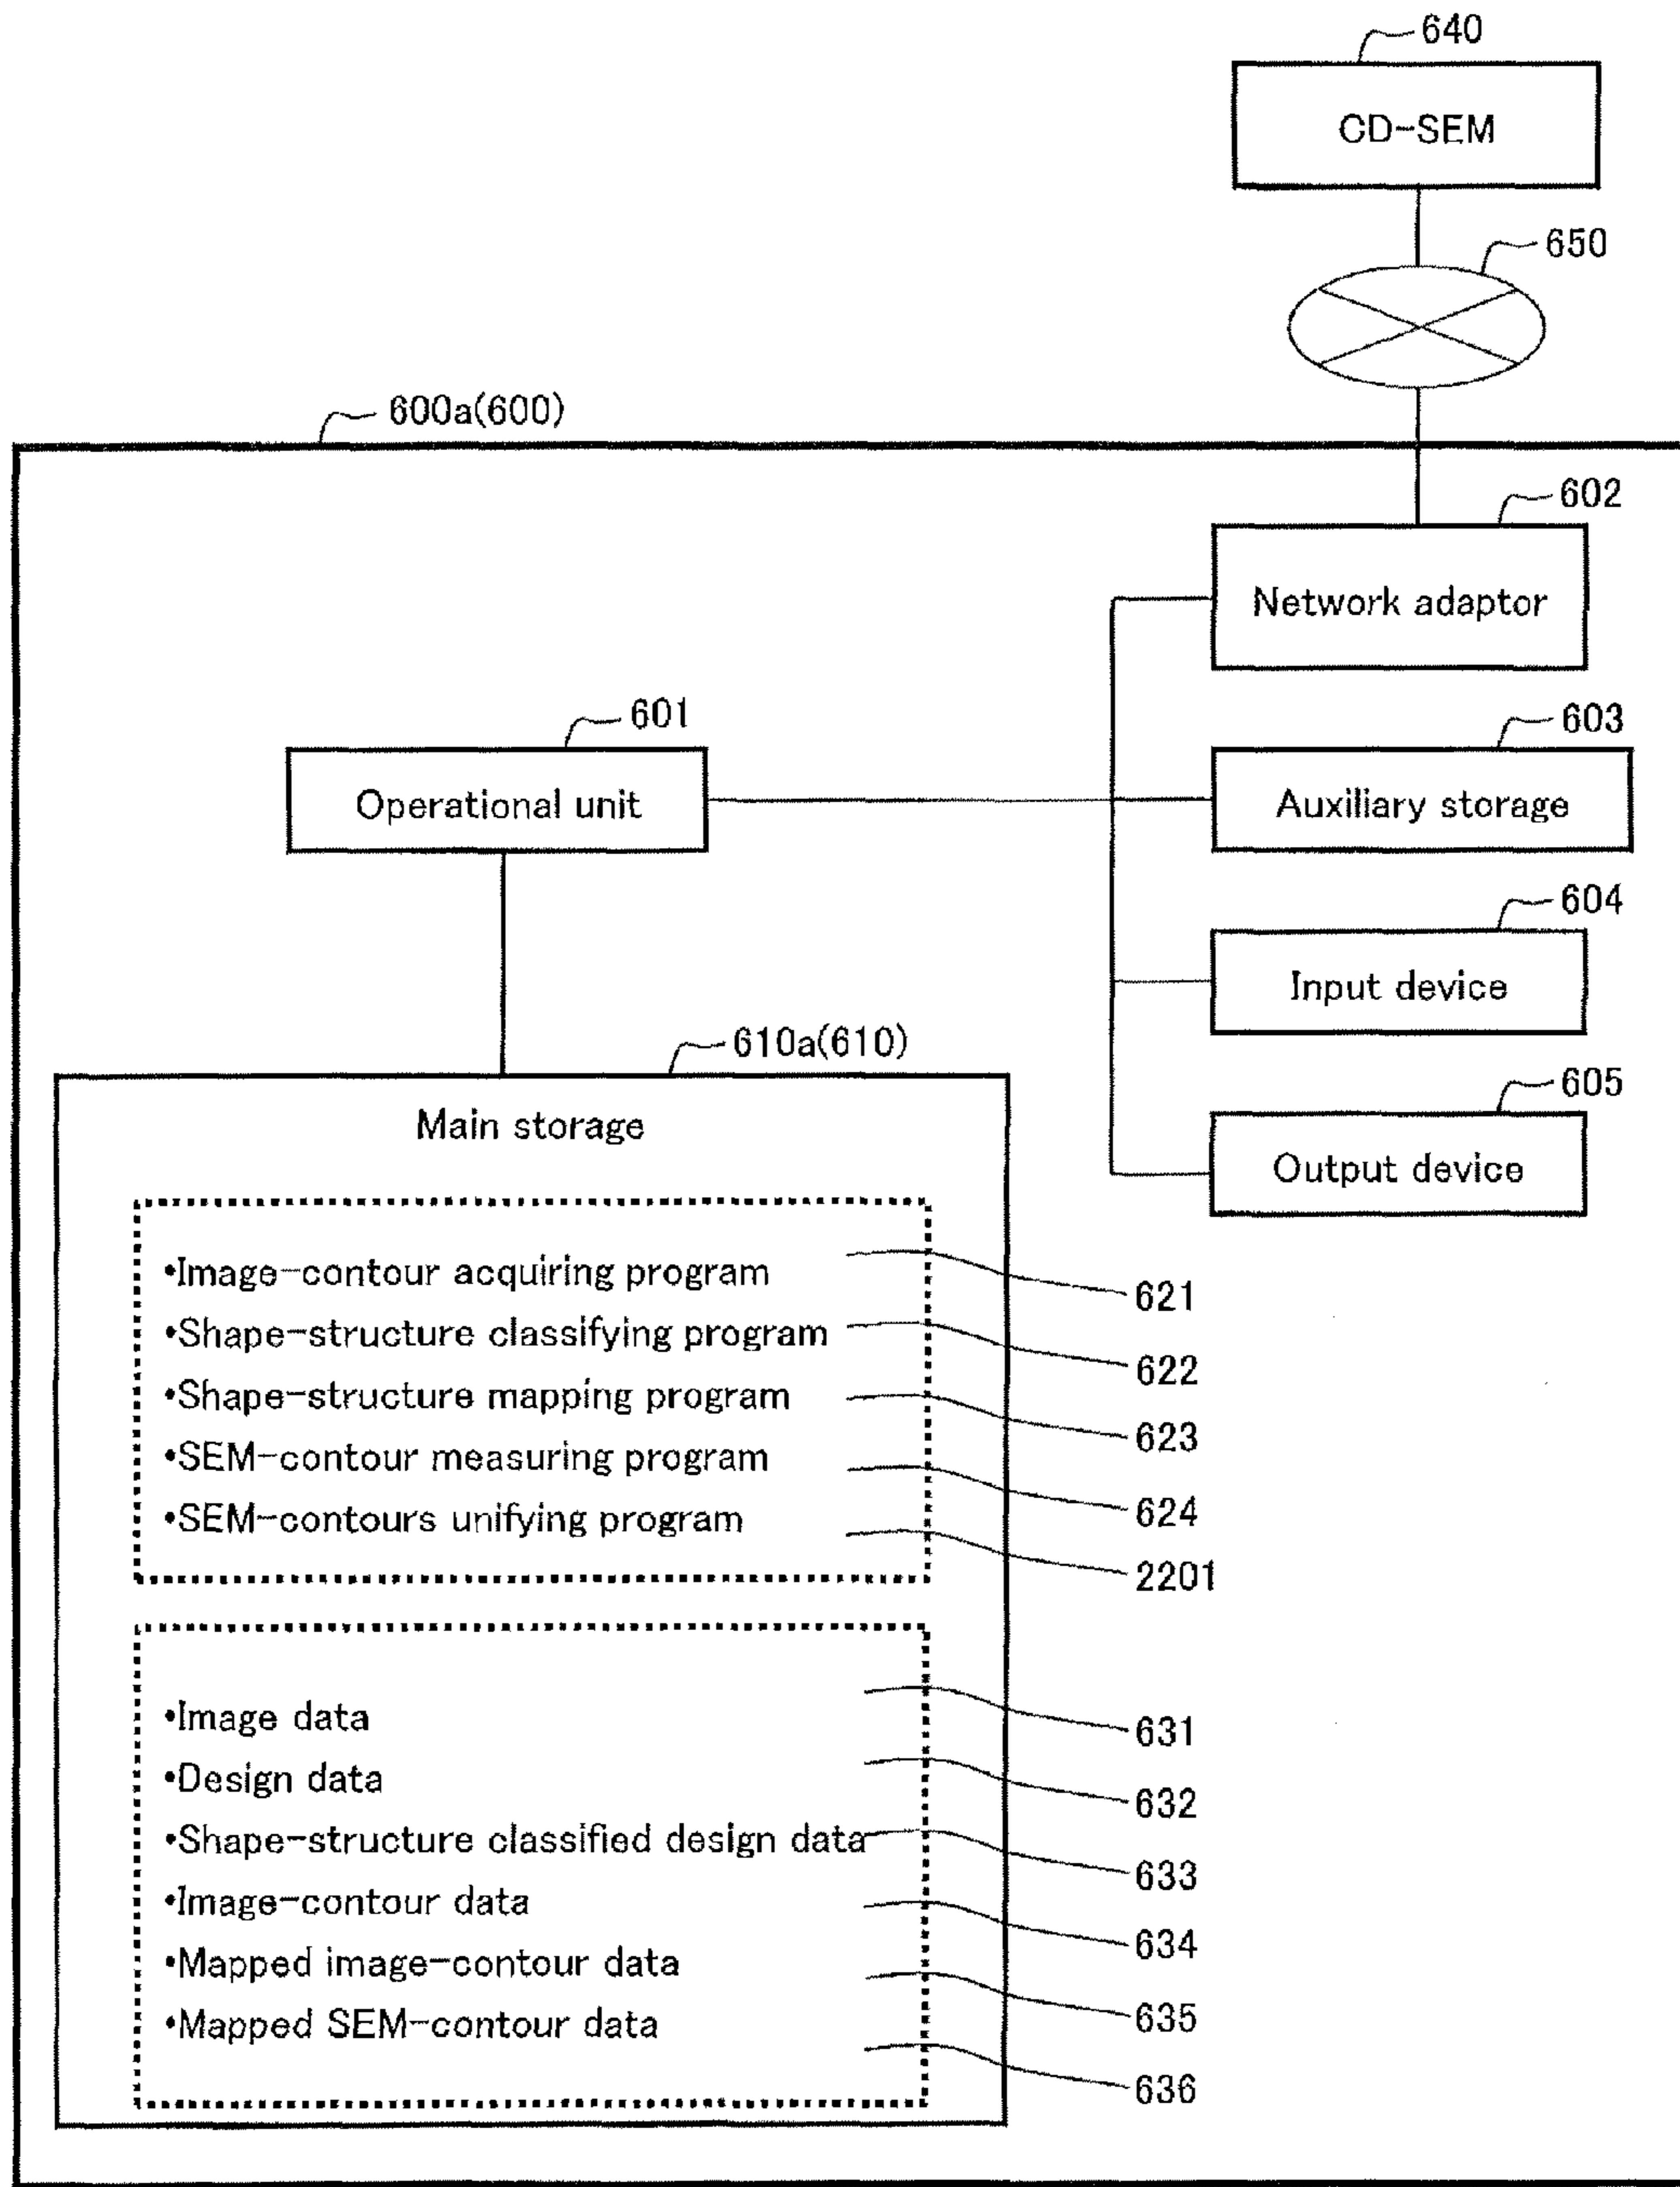 640
CD-SEM
650
600a(600)
602
Network adaptor
601
Operational unit
603
Auxiliary storage
604
Input device
605
Output device
610a(610)
Main storage
•Image-contour acquiring program
621
•Shape-structure classifying program
622
•Shape-structure mapping program
623
•SEM-contour measuring program
624
•SEM-contours unifying program
2201
•Image data
631
•Design data
632
•Shape-structure classified design data
633
•Image-contour data
634
•Mapped image-contour data
635
•Mapped SEM-contour data
636